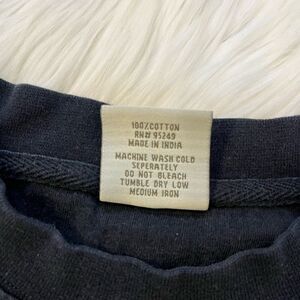 100% COTTON
RN# 95249
MADE IN INDIA
MACHINE WASH COLD
SEPERATELY
DO NOT BLEACH
TUMBLE DRY LOW
MEDIUM IRON